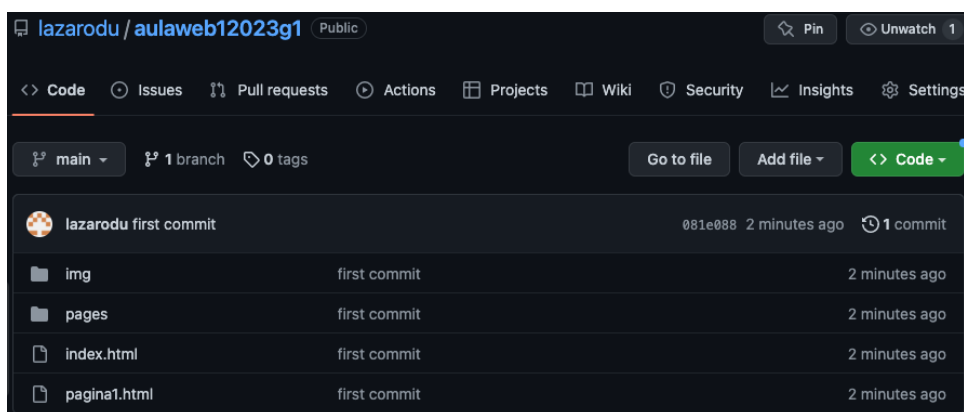 lazarodu / aulaweb12023g1 Public Pin Unwatch 1
Code Issues Pull requests Actions Projects Wiki Security Insights Settings
main 1 branch 0 tags Go to file Add file Code
lazarodu first commit 081e088 2 minutes ago 1 commit
img first commit 2 minutes ago
pages first commit 2 minutes ago
index.html first commit 2 minutes ago
pagina1.html first commit 2 minutes ago